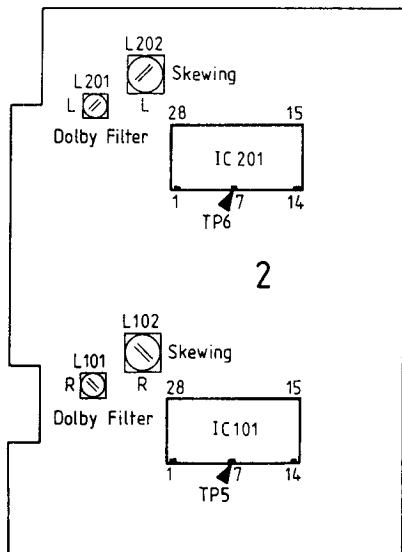 L202
Skewing
L201
L
L
Dolby Filter
28
15
IC 201
1
7
14
TP6
2
L102
Skewing
L101
R
R
Dolby Filter
28
15
IC101
1
7
14
TP5